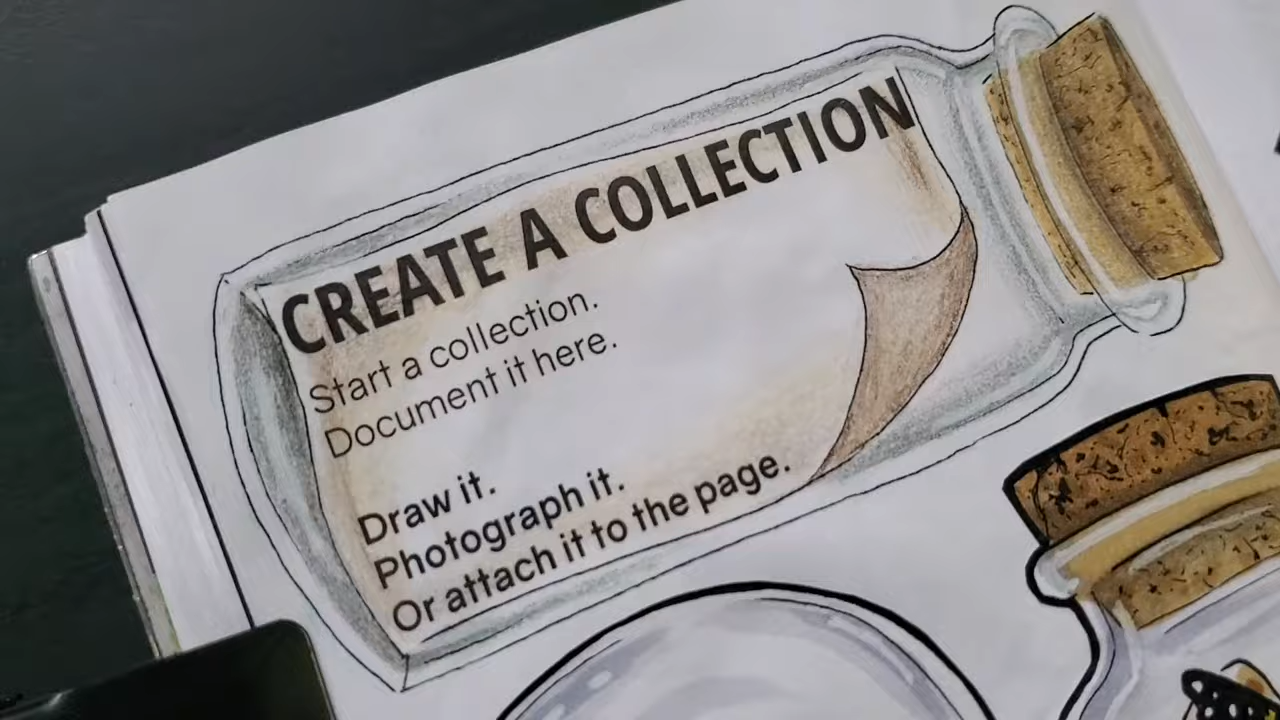 CREATE A COLLECTION
Start a collection.
Document it here.
Draw it.
Photograph it.
Or attach it to the page.